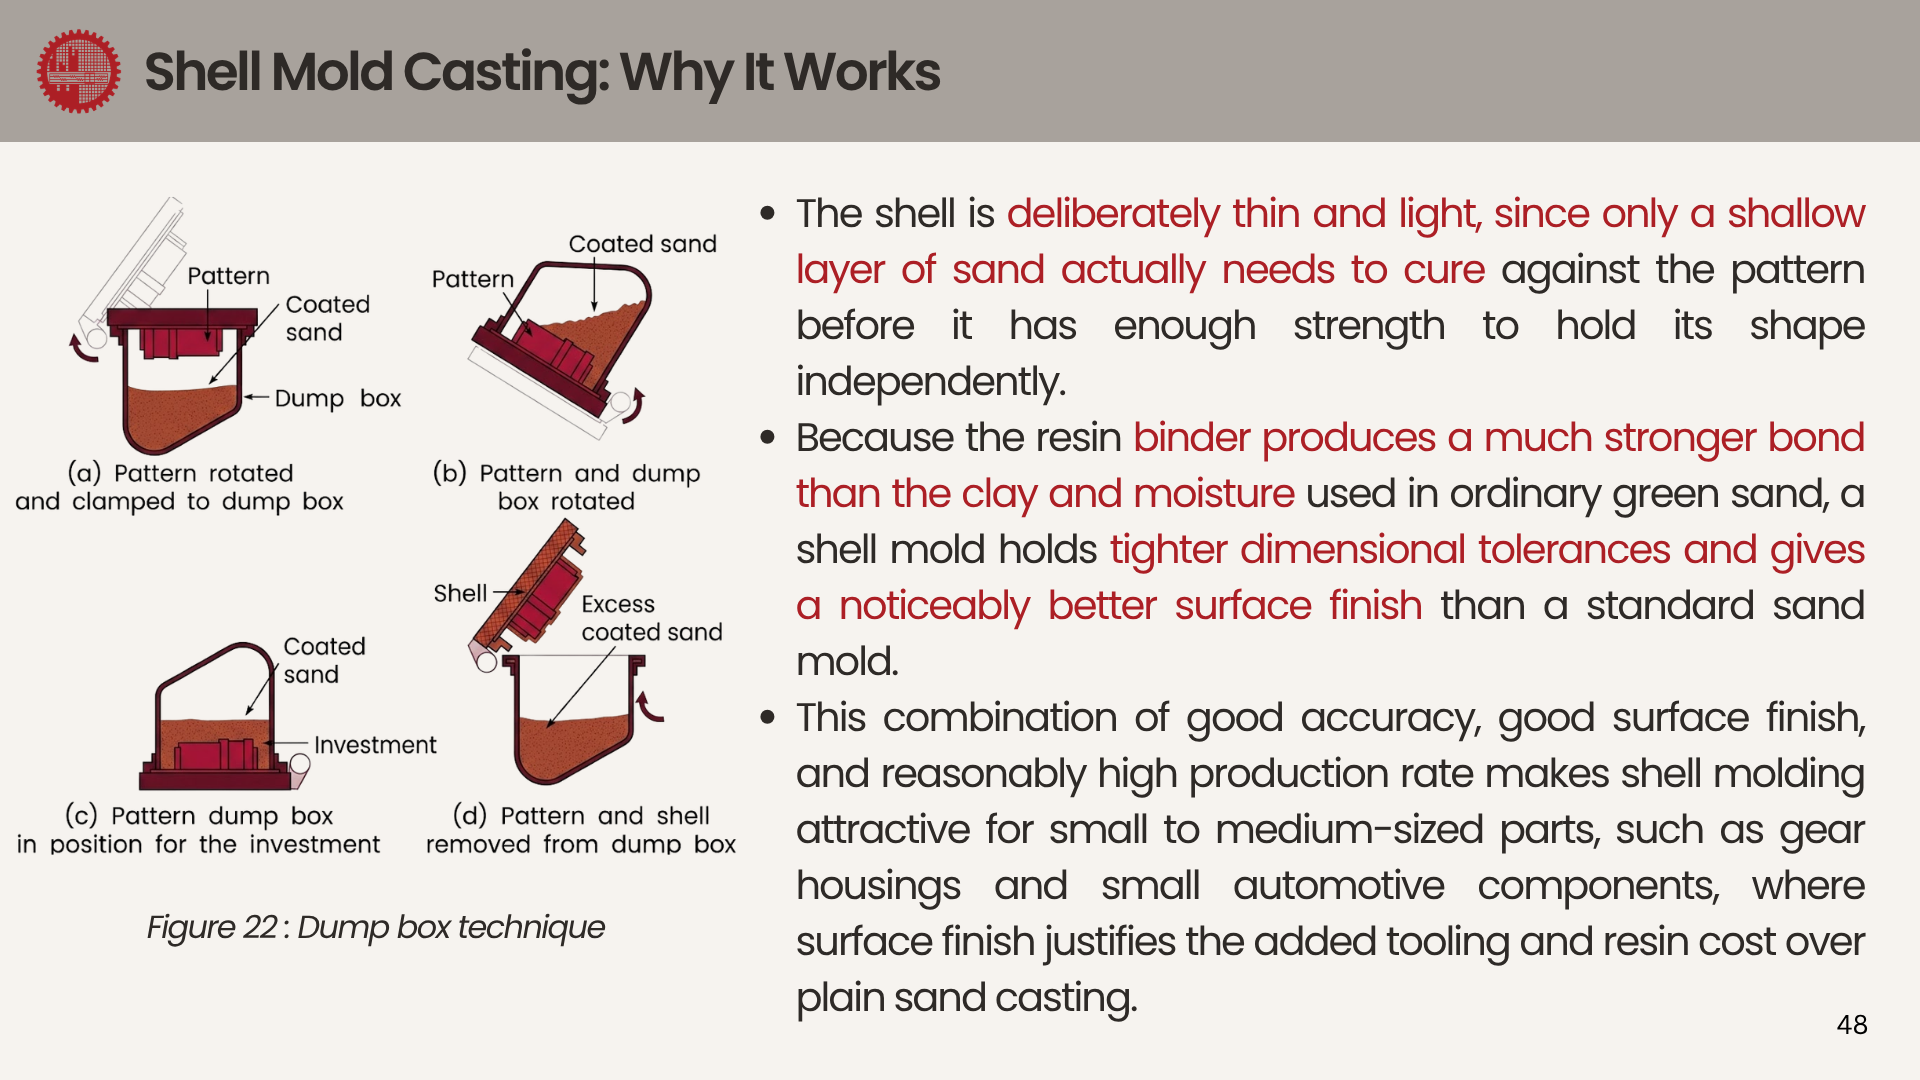 Shell Mold Casting: Why It Works
Pattern
Coated
sand
Dump box
(a) Pattern rotated
and clamped to dump box
Coated sand
Pattern
(b) Pattern and dump
box rotated
Coated
sand
Investment
(c) Pattern dump box
in position for the investment
Shell
Excess
coated sand
(d) Pattern and shell
removed from dump box
Figure 22 : Dump box technique
• The shell is deliberately thin and light, since only a shallow
layer of sand actually needs to cure against the pattern
before it has enough strength to hold its shape
independently.
• Because the resin binder produces a much stronger bond
than the clay and moisture used in ordinary green sand, a
shell mold holds tighter dimensional tolerances and gives
a noticeably better surface finish than a standard sand
mold.
• This combination of good accuracy, good surface finish,
and reasonably high production rate makes shell molding
attractive for small to medium-sized parts, such as gear
housings and small automotive components, where
surface finish justifies the added tooling and resin cost over
plain sand casting.
48